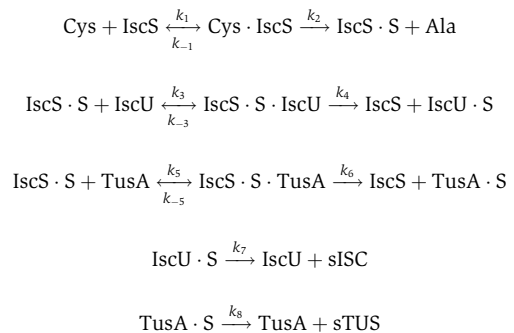 Cys + IscS ⇄[k₁][k₋₁] Cys · IscS →[k₂] IscS · S + Ala
IscS · S + IscU ⇄[k₃][k₋₃] IscS · S · IscU →[k₄] IscS + IscU · S
IscS · S + TusA ⇄[k₅][k₋₅] IscS · S · TusA →[k₆] IscS + TusA · S
IscU · S →[k₇] IscU + sISC
TusA · S →[k₈] TusA + sTUS